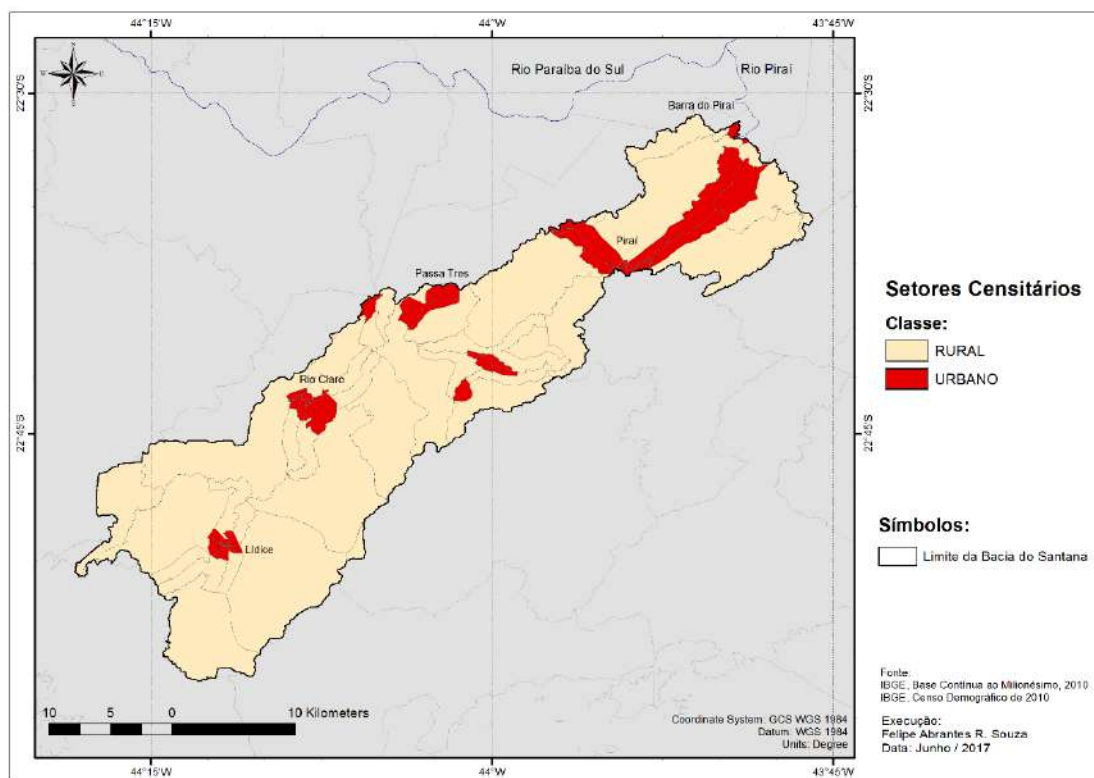 44°15'W
44°W
43°45'W
Rio Paraíba do Sul
Rio Piraí
22°30'S
22°30'S
Barra do Piraí
Piraí
Passa Tres
Rio Claro
22°45'S
22°45'S
Lídice
10 5 0 10 Kilometers
Coordinate System: GCS WGS 1984
Datum: WGS 1984
Units: Degree
44°15'W
44°W
43°45'W
Setores Censitários
Classe:
RURAL
URBANO
Símbolos:
Limite da Bacia do Santana
Fonte:
IBGE, Base Contínua ao Milionésimo, 2010
IBGE, Censo Demográfico de 2010
Execução:
Felipe Abrantes R. Souza
Data: Junho / 2017